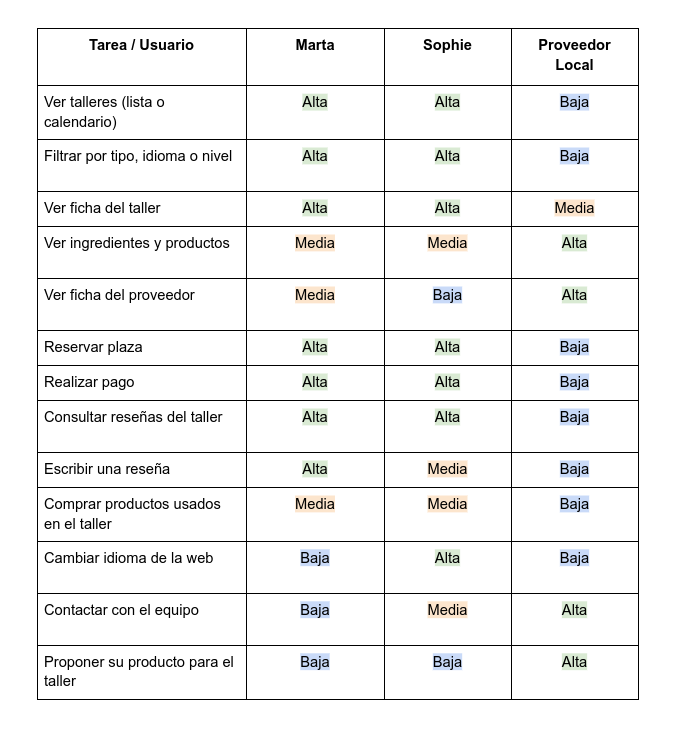 Tarea / Usuario Marta Sophie Proveedor
Local
Ver talleres (lista o Alta Alta Baja
calendario)
Filtrar por tipo, idioma o nivel Alta Alta Baja
Ver ficha del taller Alta Alta Media
Ver ingredientes y productos Media Media Alta
Ver ficha del proveedor Media Baja Alta
Reservar plaza Alta Alta Baja
Realizar pago Alta Alta Baja
Consultar reseñas del taller Alta Alta Baja
Escribir una reseña Alta Media Baja
Comprar productos usados Media Media Baja
en el taller
Cambiar idioma de la web Baja Alta Baja
Contactar con el equipo Baja Media Alta
Proponer su producto para el Baja Baja Alta
taller